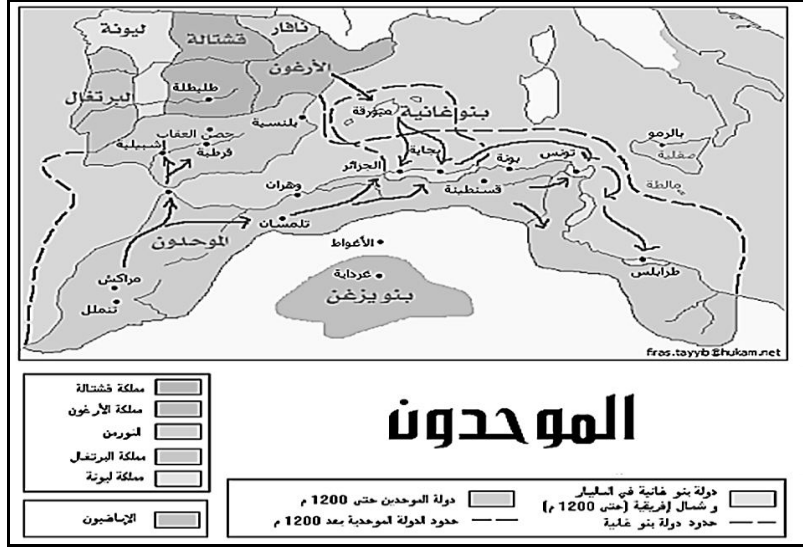 ليونة
قشتالة
نافار
الأرغون
طليطلة
البرتغال
بلنسية
حصن العقاب
إشبيلية
قرطبة
ميورقة
بنو غانية
بجاية
الجزائر
بونة
تونس
بالرمو
صقلية
مالطة
وهران
قسنطينة
تلمسان
الموحدون
مراكش
تنملل
الأغواط
غرداية
بنو يزغن
طرابلس
firas.tayyib@hukam.net
الموحدون
مملكة قشتالة
مملكة الأرغون
النورمن
مملكة البرتغال
مملكة ليونة
الإباضيون
دولة بنو غانية في البليار
و شمال إفريقية (حتى 1200 م)
حدود دولة بنو غانية
دولة الموحدين حتى 1200 م
حدود الدولة الموحدية بعد 1200 م